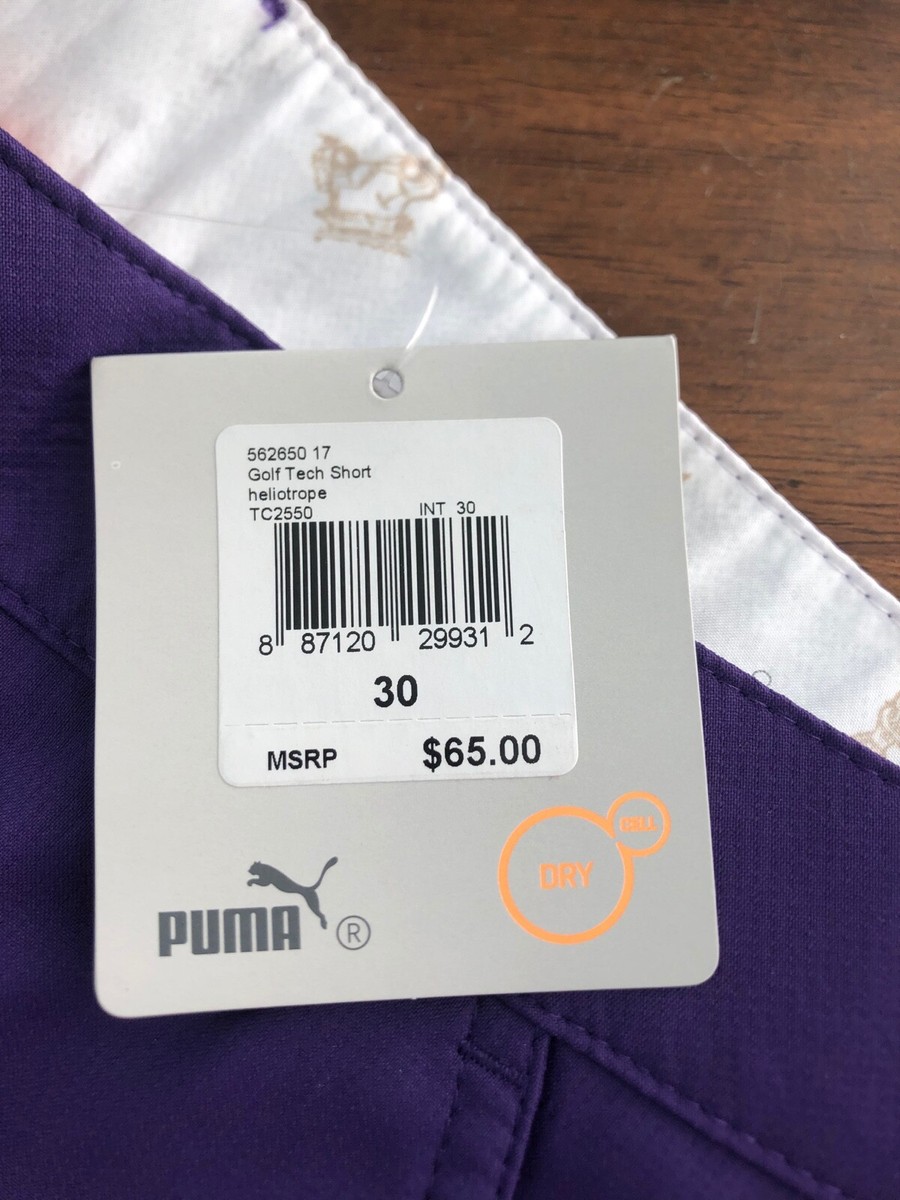 562650 17
Golf Tech Short
heliotrope
TC2550 INT 30
8 87120 29931 2
30
MSRP $65.00
CELL
DRY
PUMA ®